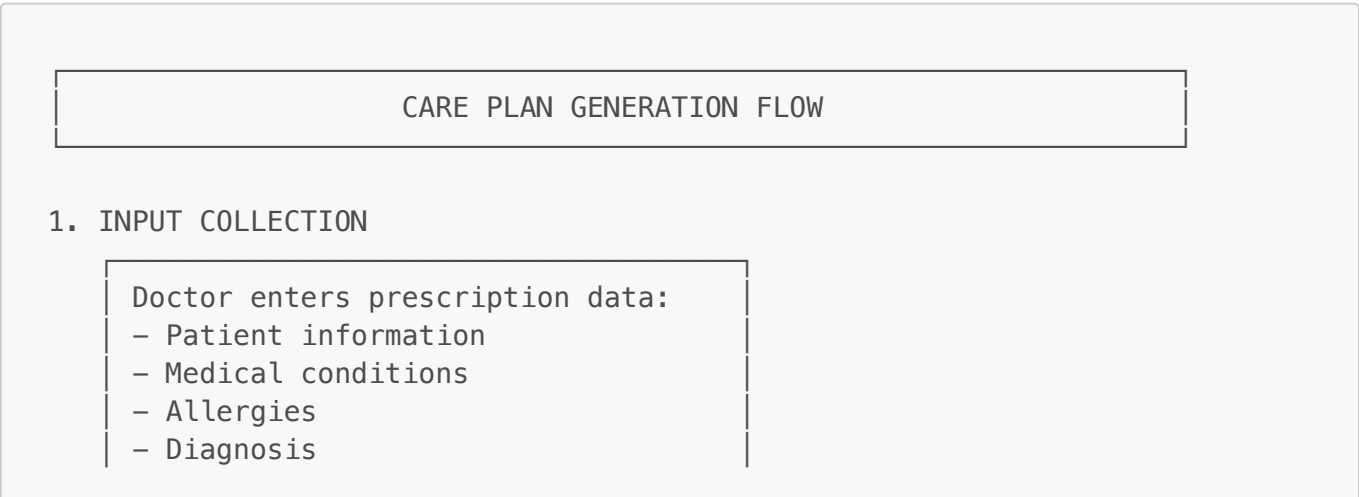 CARE PLAN GENERATION FLOW
1. INPUT COLLECTION
Doctor enters prescription data:
- Patient information
- Medical conditions
- Allergies
- Diagnosis